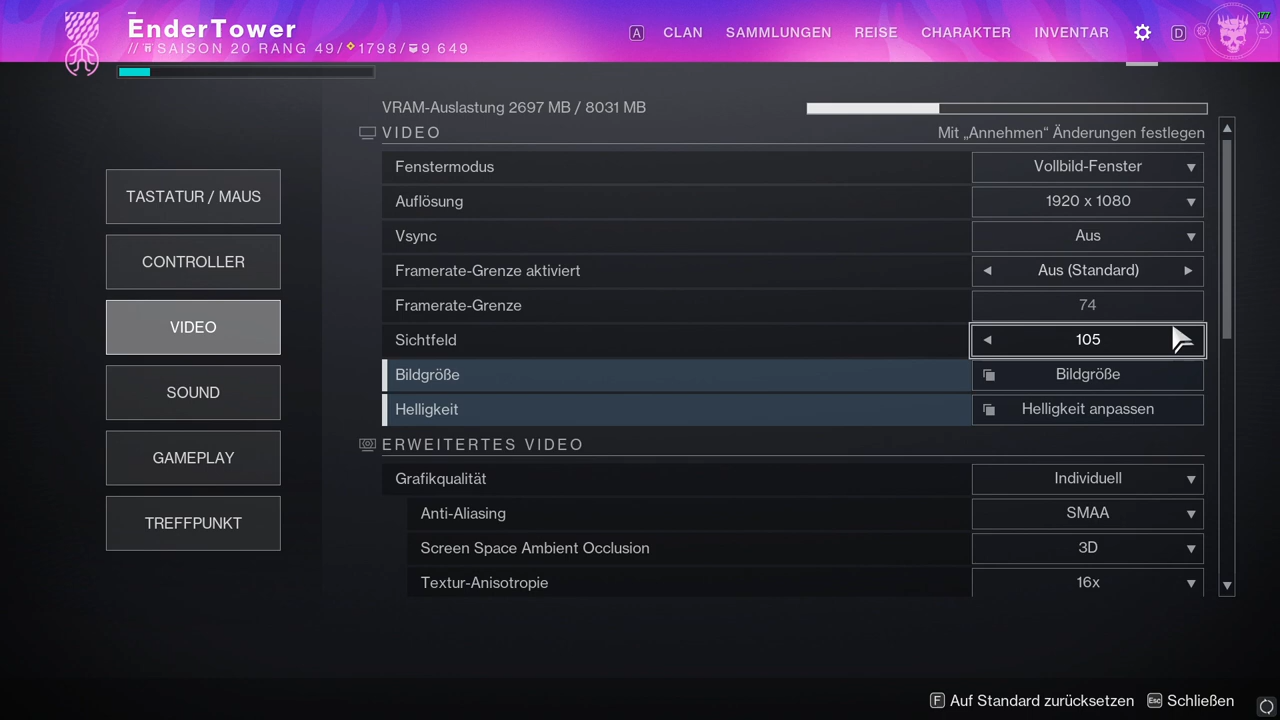 EnderTower
// SAISON 20 RANG 49/ 1798/ 9 649
A CLAN SAMMLUNGEN REISE CHARAKTER INVENTAR D
177
VRAM-Auslastung 2697 MB / 8031 MB
VIDEO
Mit „Annehmen“ Änderungen festlegen
TASTATUR / MAUS
CONTROLLER
VIDEO
SOUND
GAMEPLAY
TREFFPUNKT
Fenstermodus Vollbild-Fenster
Auflösung 1920 x 1080
Vsync Aus
Framerate-Grenze aktiviert Aus (Standard)
Framerate-Grenze 74
Sichtfeld 105
Bildgröße Bildgröße
Helligkeit Helligkeit anpassen
ERWEITERTES VIDEO
Grafikqualität Individuell
Anti-Aliasing SMAA
Screen Space Ambient Occlusion 3D
Textur-Anisotropie 16x
F Auf Standard zurücksetzen Esc Schließen